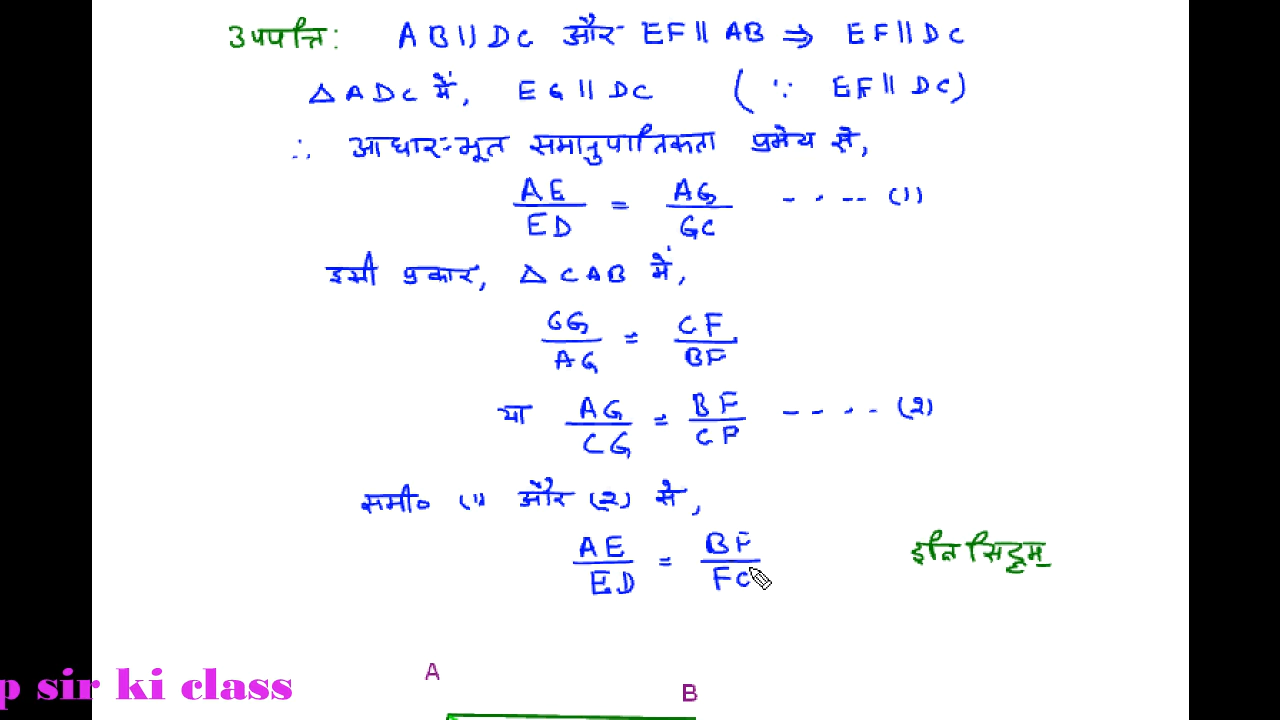 उपपत्ति: AB॥DC और EF॥AB ⇒ EF॥DC
△ADC में, EG॥DC (∵ EF॥DC)
∴ आधारभूत समानुपातिकता प्रमेय से,
AE/ED = AG/GC ---- (1)
इसी प्रकार, △CAB में,
CG/AG = CF/BF
या AG/CG = BF/CF ---- (2)
समी० (1) और (2) से,
AE/ED = BF/FC इति सिद्धम्
p sir ki class
A
B